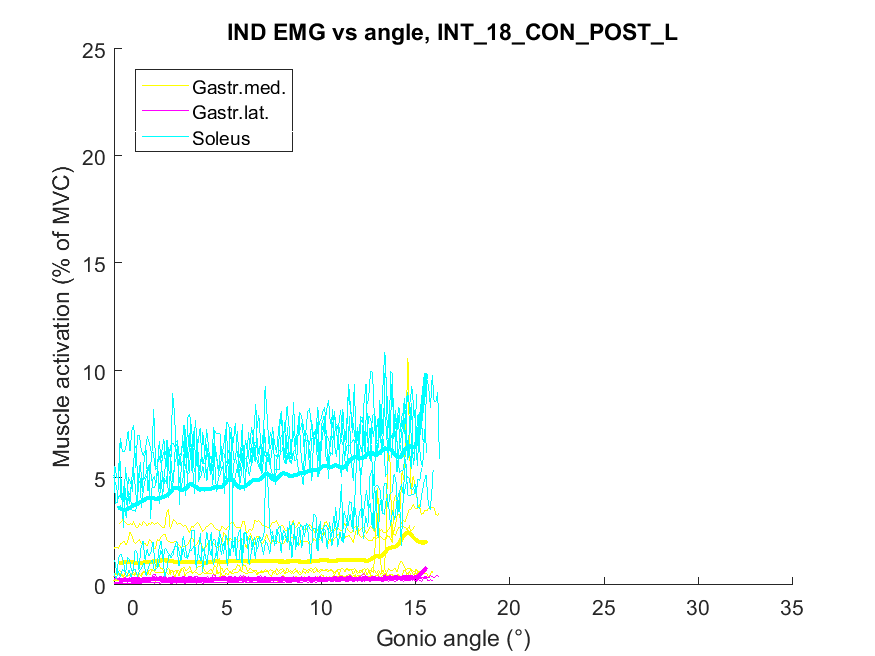 IND EMG vs angle, INT_18_CON_POST_L
25
20
15
10
5
0
Muscle activation (% of MVC)
Gastr.med.
Gastr.lat.
Soleus
0 5 10 15 20 25 30 35
Gonio angle (°)